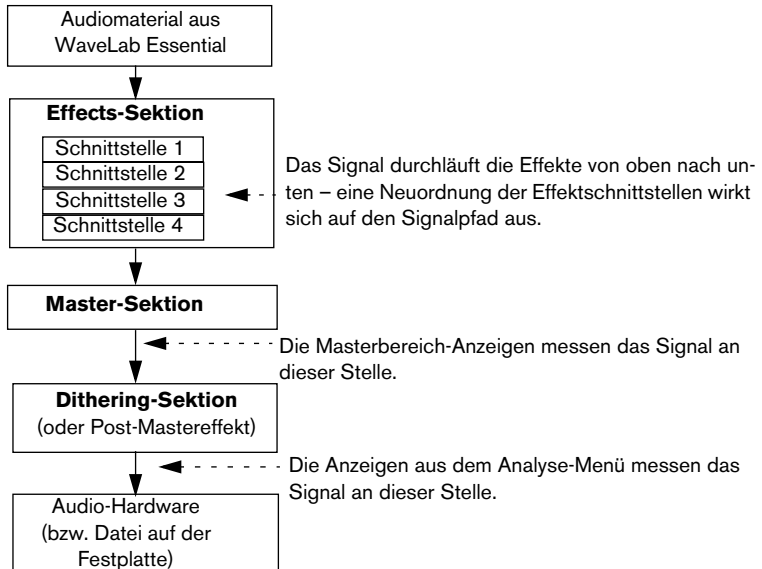 Audiomaterial aus
WaveLab Essential
Effects-Sektion
Schnittstelle 1
Schnittstelle 2
Schnittstelle 3
Schnittstelle 4
Das Signal durchläuft die Effekte von oben nach un-
ten – eine Neuordnung der Effektschnittstellen wirkt
sich auf den Signalpfad aus.
Master-Sektion
Die Masterbereich-Anzeigen messen das Signal an
dieser Stelle.
Dithering-Sektion
(oder Post-Mastereffekt)
Die Anzeigen aus dem Analyse-Menü messen das
Signal an dieser Stelle.
Audio-Hardware
(bzw. Datei auf der
Festplatte)